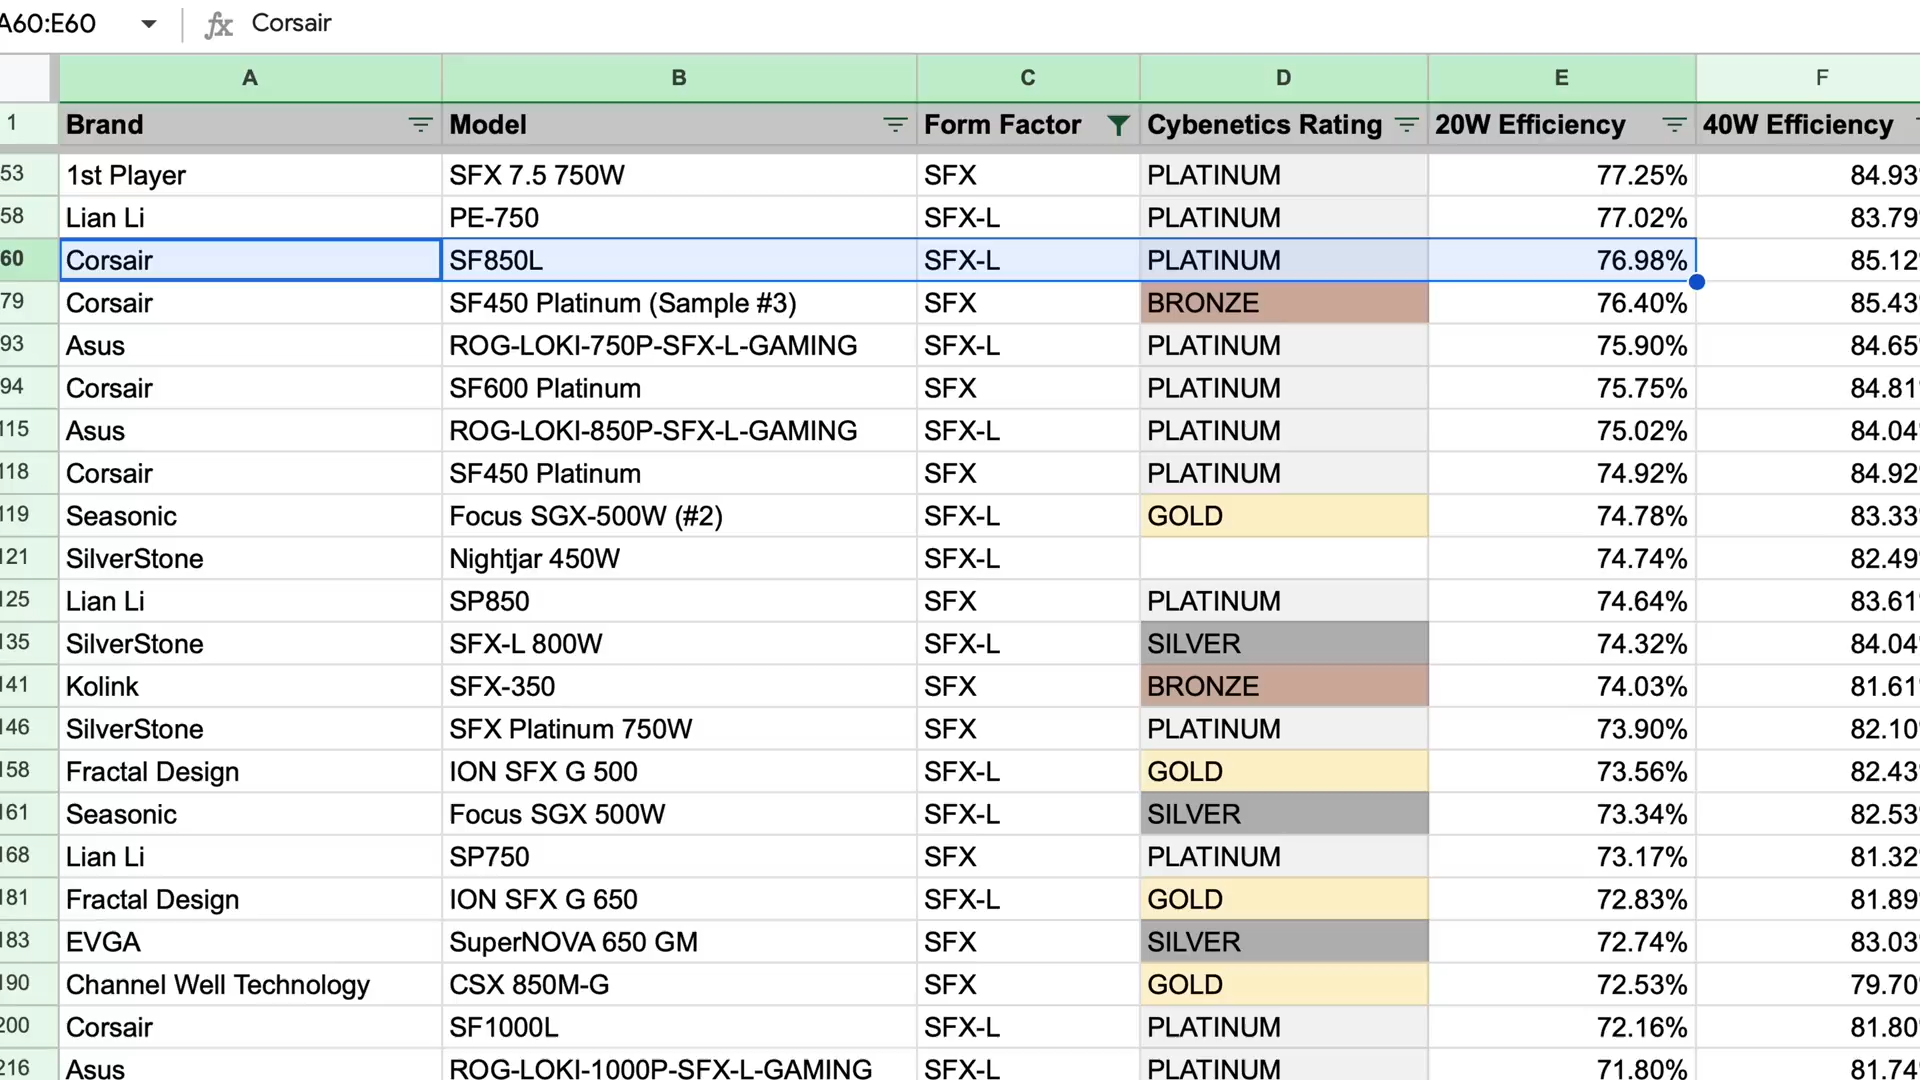 A60:E60 fx Corsair
A B C D E F
1 Brand Model Form Factor Cybenetics Rating 20W Efficiency 40W Efficiency
53 1st Player SFX 7.5 750W SFX PLATINUM 77.25% 84.93
58 Lian Li PE-750 SFX-L PLATINUM 77.02% 83.79
60 Corsair SF850L SFX-L PLATINUM 76.98% 85.12
79 Corsair SF450 Platinum (Sample #3) SFX BRONZE 76.40% 85.43
93 Asus ROG-LOKI-750P-SFX-L-GAMING SFX-L PLATINUM 75.90% 84.65
94 Corsair SF600 Platinum SFX PLATINUM 75.75% 84.81
115 Asus ROG-LOKI-850P-SFX-L-GAMING SFX-L PLATINUM 75.02% 84.04
118 Corsair SF450 Platinum SFX PLATINUM 74.92% 84.92
119 Seasonic Focus SGX-500W (#2) SFX-L GOLD 74.78% 83.33
121 SilverStone Nightjar 450W SFX-L 74.74% 82.49
125 Lian Li SP850 SFX PLATINUM 74.64% 83.61
135 SilverStone SFX-L 800W SFX-L SILVER 74.32% 84.04
141 Kolink SFX-350 SFX BRONZE 74.03% 81.61
146 SilverStone SFX Platinum 750W SFX PLATINUM 73.90% 82.10
158 Fractal Design ION SFX G 500 SFX-L GOLD 73.56% 82.43
161 Seasonic Focus SGX 500W SFX-L SILVER 73.34% 82.53
168 Lian Li SP750 SFX PLATINUM 73.17% 81.32
181 Fractal Design ION SFX G 650 SFX-L GOLD 72.83% 81.89
183 EVGA SuperNOVA 650 GM SFX SILVER 72.74% 83.03
190 Channel Well Technology CSX 850M-G SFX GOLD 72.53% 79.70
200 Corsair SF1000L SFX-L PLATINUM 72.16% 81.80
216 Asus ROG-LOKI-1000P-SFX-L-GAMING SFX-L PLATINUM 71.80% 81.74